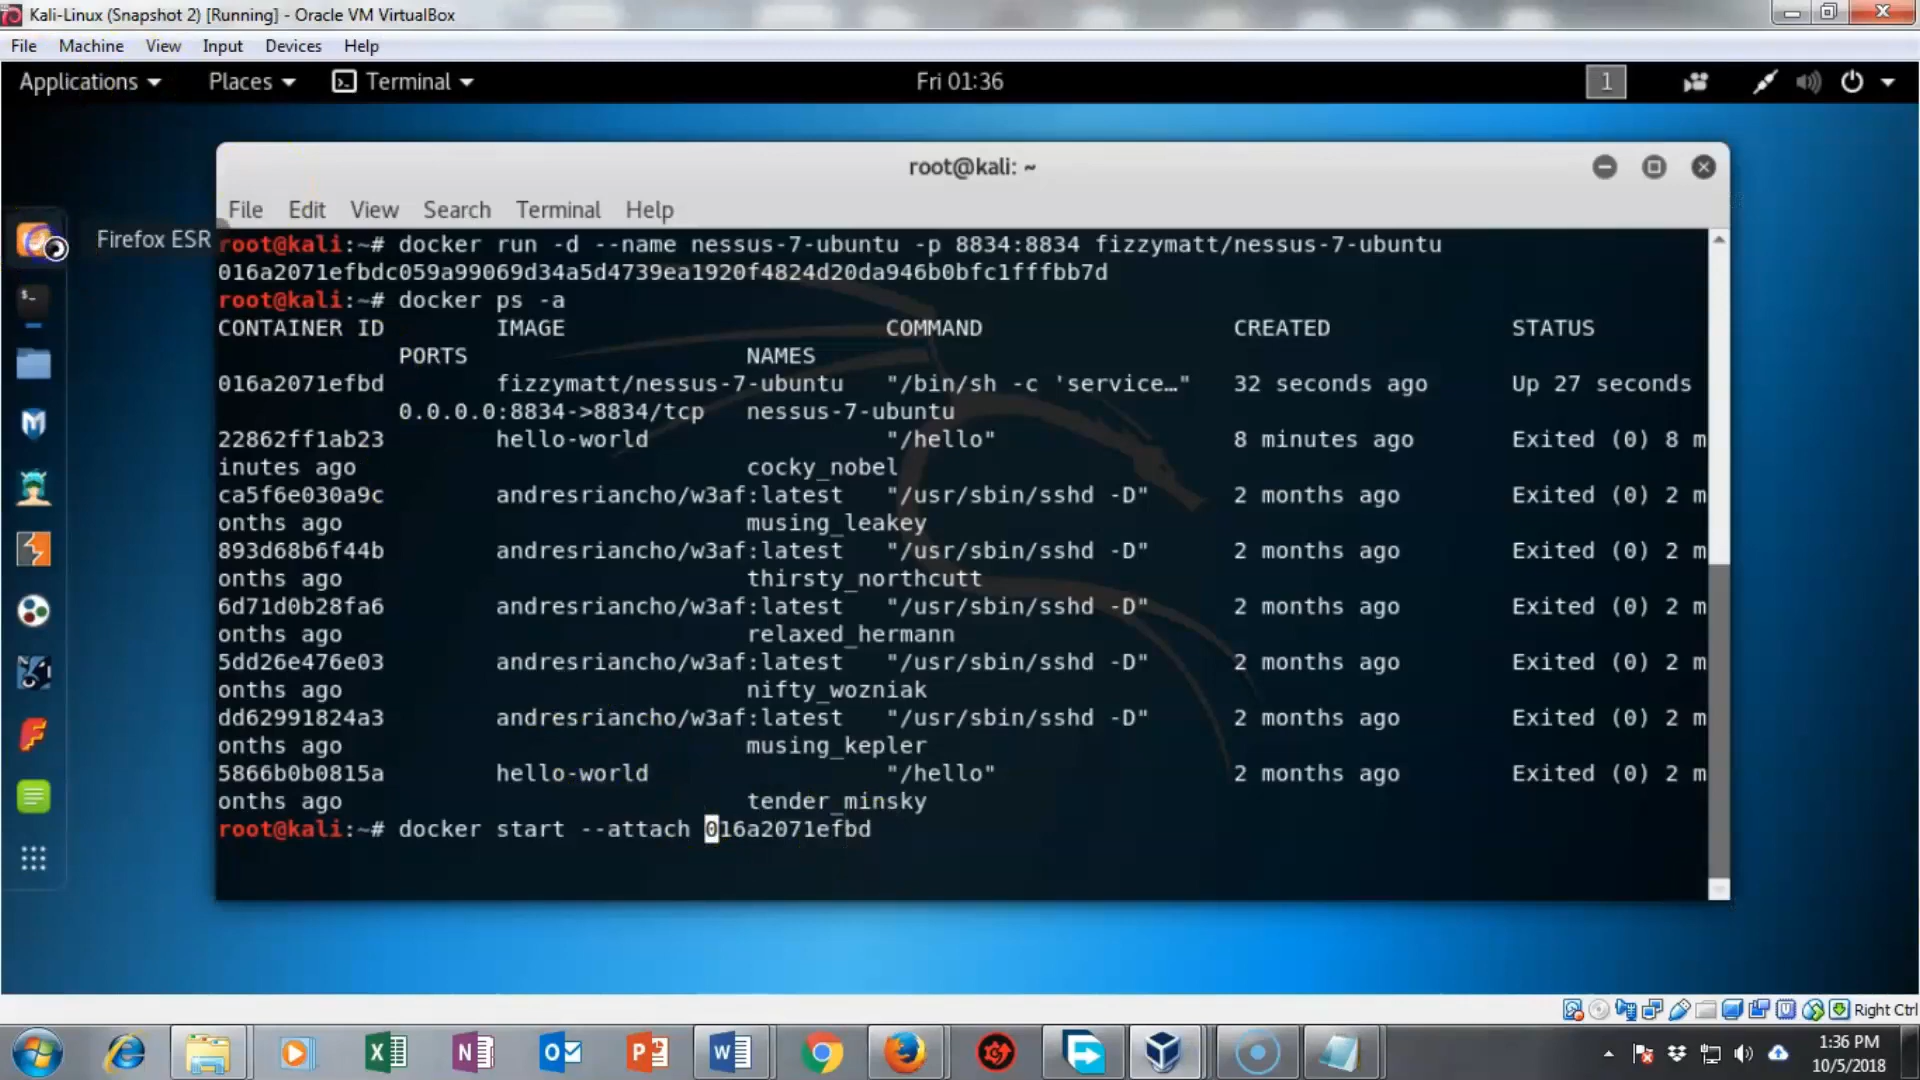 Kali-Linux (Snapshot 2) [Running] - Oracle VM VirtualBox
File Machine View Input Devices Help
Applications Places Terminal Fri 01:36 1
root@kali: ~
File Edit View Search Terminal Help
Firefox ESR
root@kali:~# docker run -d --name nessus-7-ubuntu -p 8834:8834 fizzymatt/nessus-7-ubuntu
016a2071efbdc059a99069d34a5d4739ea1920f4824d20da946b0bfc1fffbb7d
root@kali:~# docker ps -a
CONTAINER ID IMAGE COMMAND CREATED STATUS
PORTS NAMES
016a2071efbd fizzymatt/nessus-7-ubuntu "/bin/sh -c 'service…" 32 seconds ago Up 27 seconds
0.0.0.0:8834->8834/tcp nessus-7-ubuntu
22862ff1ab23 hello-world "/hello" 8 minutes ago Exited (0) 8 m
inutes ago cocky_nobel
ca5f6e030a9c andresriancho/w3af:latest "/usr/sbin/sshd -D" 2 months ago Exited (0) 2 m
onths ago musing_leakey
893d68b6f44b andresriancho/w3af:latest "/usr/sbin/sshd -D" 2 months ago Exited (0) 2 m
onths ago thirsty_northcutt
6d71d0b28fa6 andresriancho/w3af:latest "/usr/sbin/sshd -D" 2 months ago Exited (0) 2 m
onths ago relaxed_hermann
5dd26e476e03 andresriancho/w3af:latest "/usr/sbin/sshd -D" 2 months ago Exited (0) 2 m
onths ago nifty_wozniak
dd62991824a3 andresriancho/w3af:latest "/usr/sbin/sshd -D" 2 months ago Exited (0) 2 m
onths ago musing_kepler
5866b0b0815a hello-world "/hello" 2 months ago Exited (0) 2 m
onths ago tender_minsky
root@kali:~# docker start --attach 016a2071efbd
Right Ctrl
1:36 PM
10/5/2018